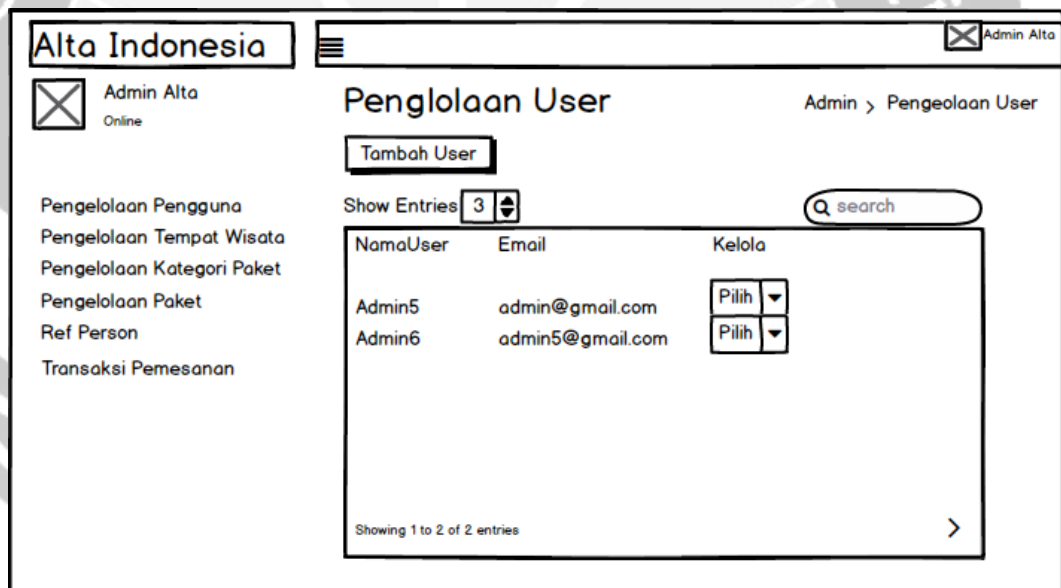 Alta Indonesia
Admin Alta
Admin Alta
Online
Penglolaan User
Admin > Pengeolaan User
Tambah User
Pengelolaan Pengguna
Pengelolaan Tempat Wisata
Pengelolaan Kategori Paket
Pengelolaan Paket
Ref Person
Transaksi Pemesanan
Show Entries 3
search
NamaUser Email Kelola
Admin5 admin@gmail.com Pilih
Admin6 admin5@gmail.com Pilih
Showing 1 to 2 of 2 entries